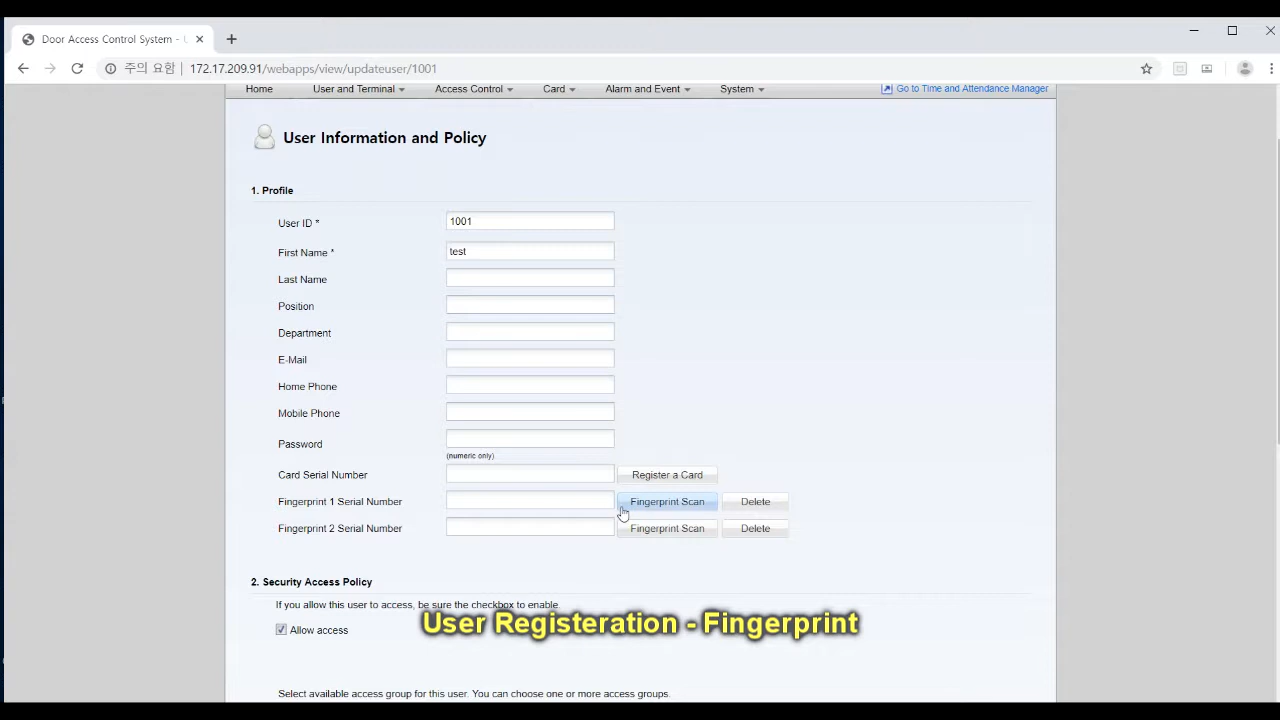 Door Access Control System - U
주의 요함 172.17.209.91/webapps/view/updateuser/1001
Home User and Terminal Access Control Card Alarm and Event System Go to Time and Attendance Manager
User Information and Policy
1. Profile
User ID * 1001
First Name * test
Last Name
Position
Department
E-Mail
Home Phone
Mobile Phone
Password
(numeric only)
Card Serial Number Register a Card
Fingerprint 1 Serial Number Fingerprint Scan Delete
Fingerprint 2 Serial Number Fingerprint Scan Delete
2. Security Access Policy
If you allow this user to access, be sure the checkbox to enable.
User Registeration - Fingerprint
Allow access
Select available access group for this user. You can choose one or more access groups.